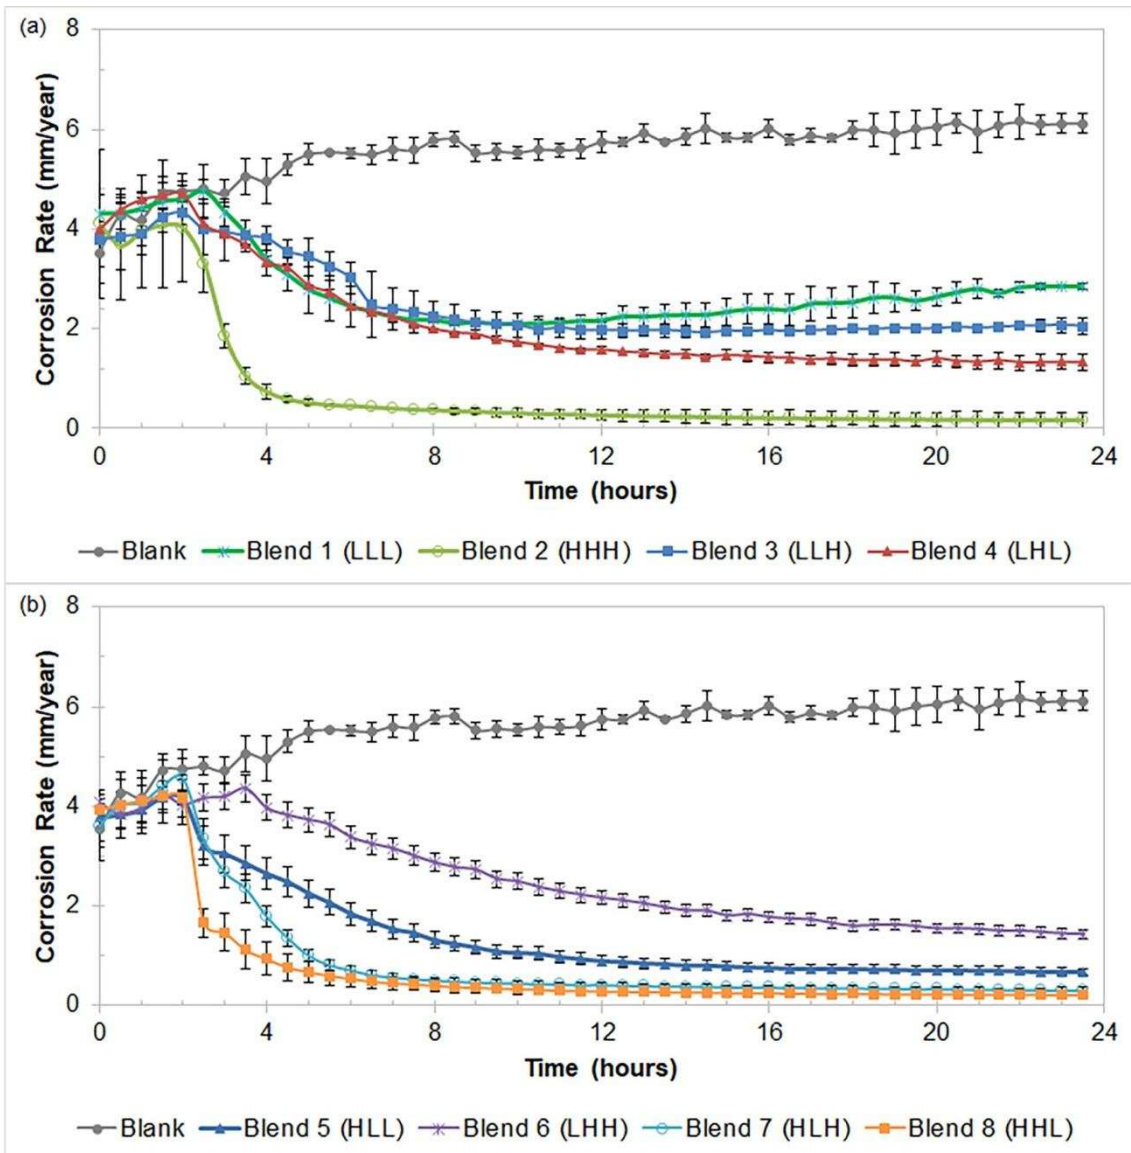 (a)
8
6
4
2
0
Corrosion Rate (mm/year)
0 4 8 12 16 20 24
Time (hours)
Blank Blend 1 (LLL) Blend 2 (HHH) Blend 3 (LLH) Blend 4 (LHL)
(b)
8
6
4
2
0
Corrosion Rate (mm/year)
0 4 8 12 16 20 24
Time (hours)
Blank Blend 5 (HLL) Blend 6 (LHH) Blend 7 (HLH) Blend 8 (HHL)